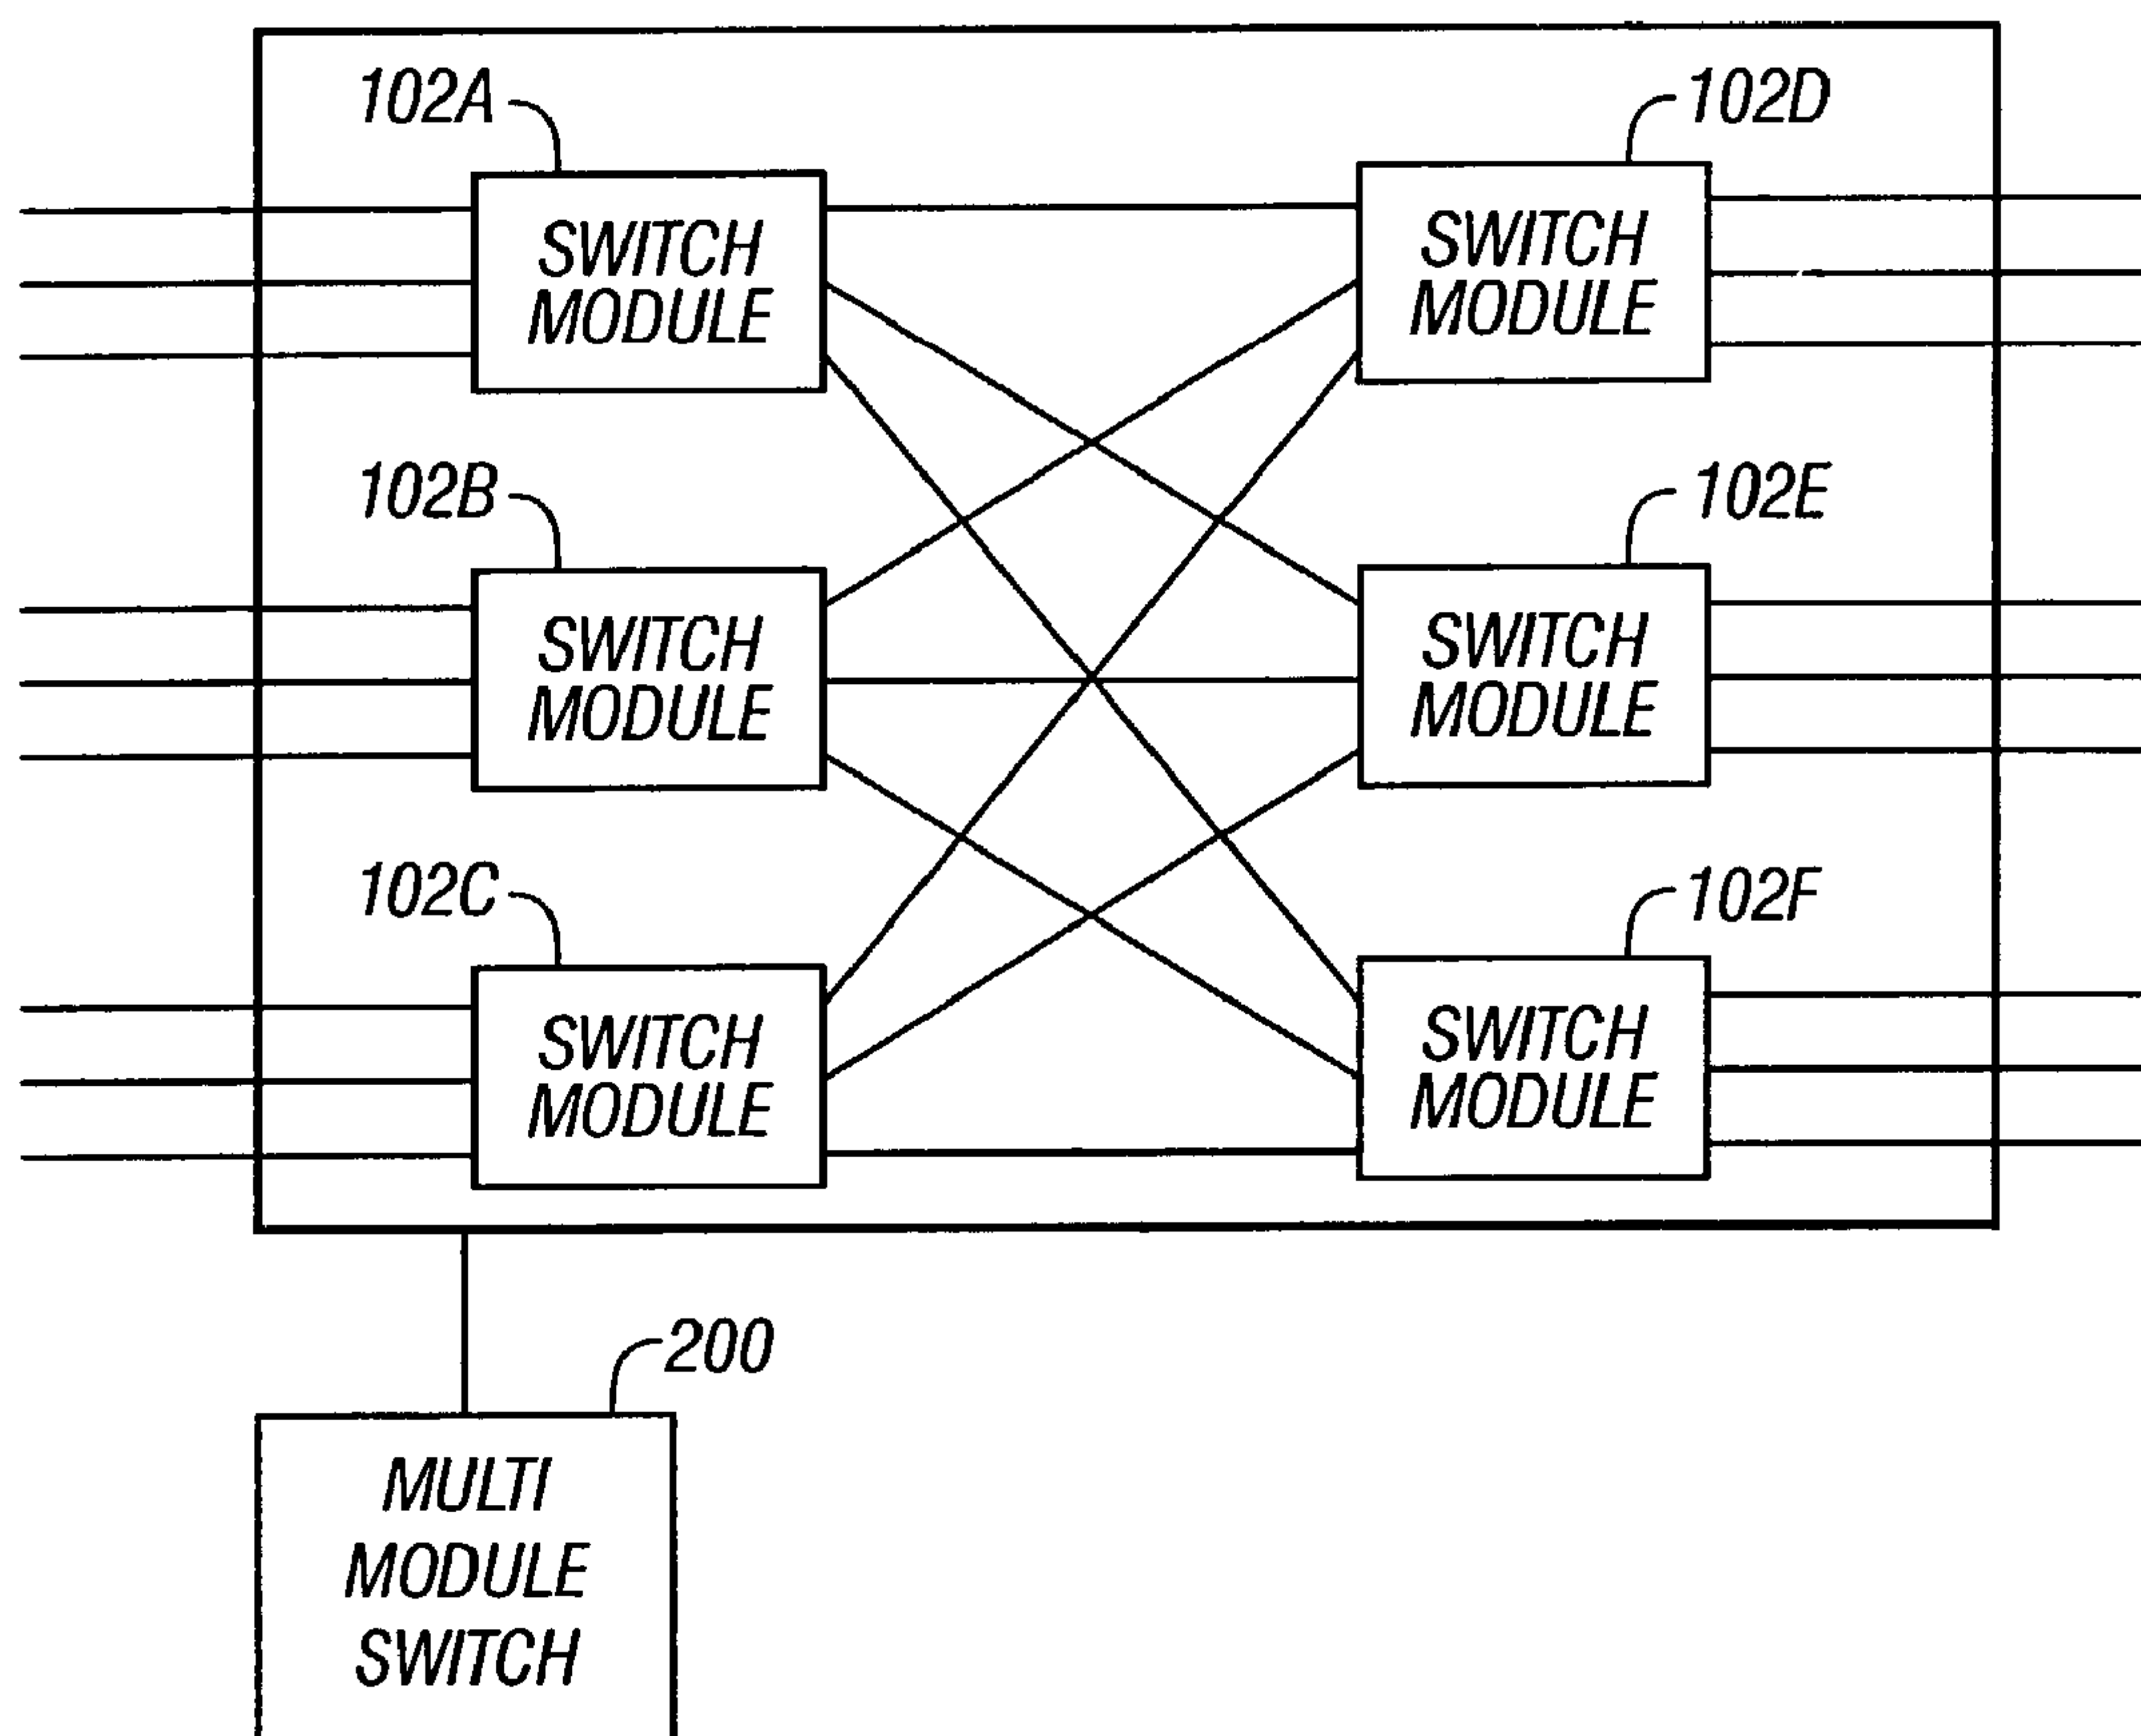 102A
102D
SWITCH
MODULE
SWITCH
MODULE
102B
102E
SWITCH
MODULE
SWITCH
MODULE
102C
102F
SWITCH
MODULE
SWITCH
MODULE
200
MULTI
MODULE
SWITCH